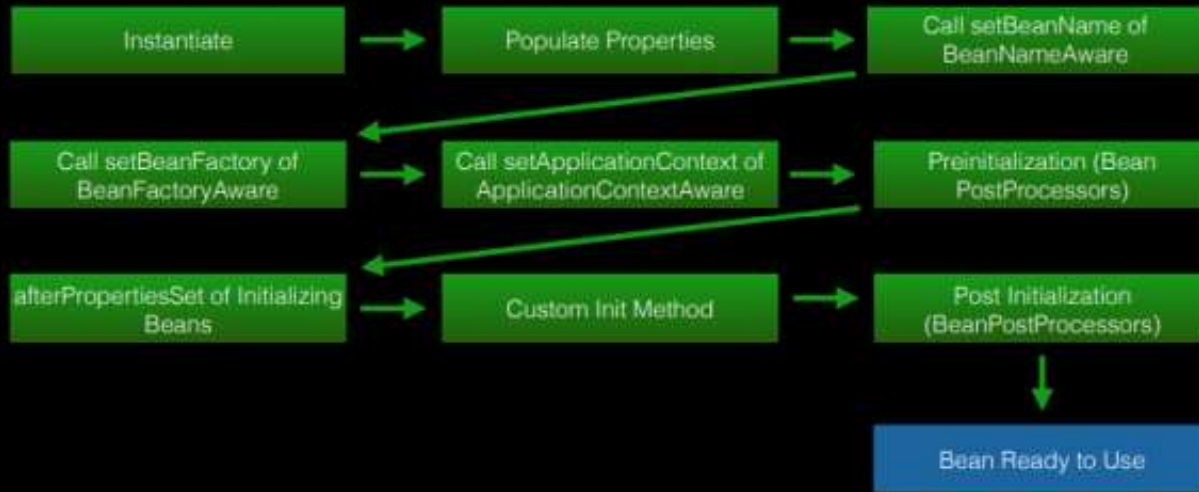 Instantiate
Populate Properties
Call setBeanName of
BeanNameAware
Call setBeanFactory of
BeanFactoryAware
Call setApplicationContext of
ApplicationContextAware
Preinitialization (Bean
PostProcessors)
afterPropertiesSet of Initializing
Beans
Custom Init Method
Post Initialization
(BeanPostProcessors)
Bean Ready to Use